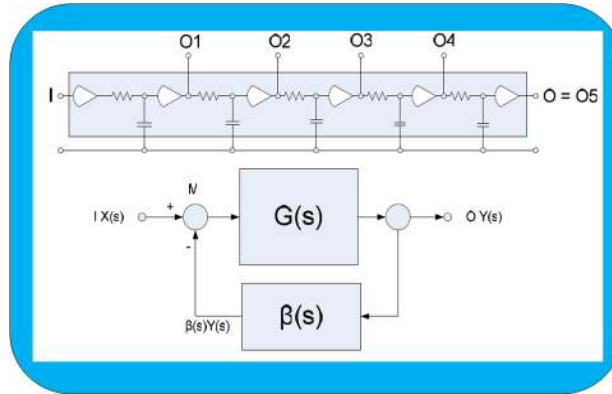 O1 O2 O3 O4
I O = O5
M
+
I X(s) G(s) O Y(s)
-
β(s)Y(s) β(s)